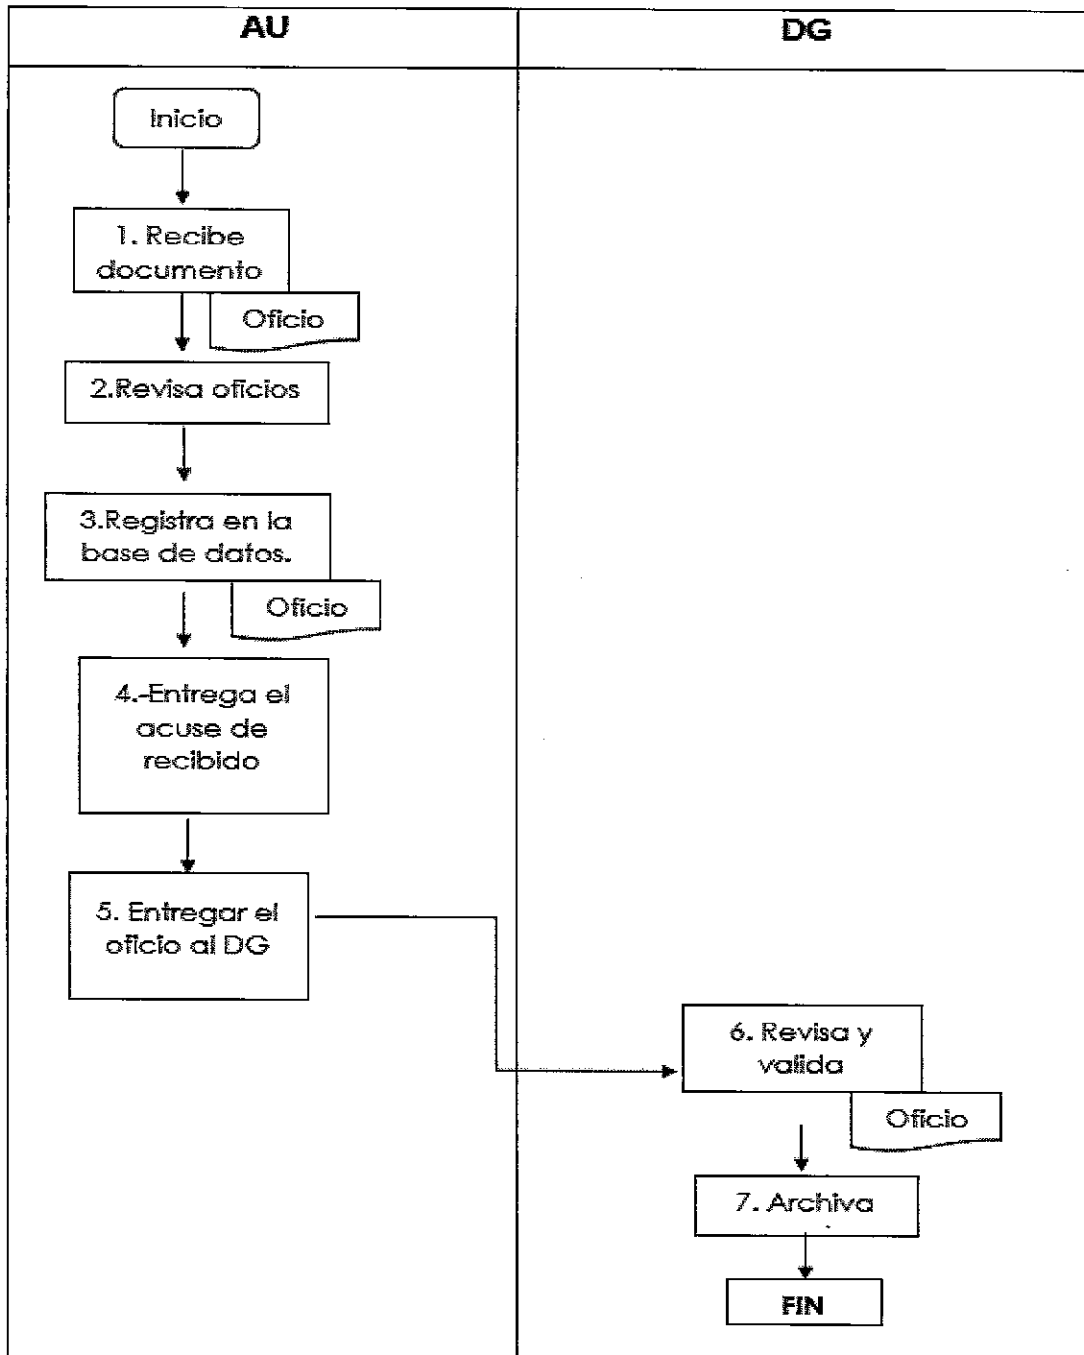 AU
DG
Inicio
1. Recibe
documento
Oficio
2.Revisa oficios
3.Registra en la
base de datos.
Oficio
4.-Entrega el
acuse de
recibido
5. Entregar el
oficio al DG
6. Revisa y
valida
Oficio
7. Archiva
FIN